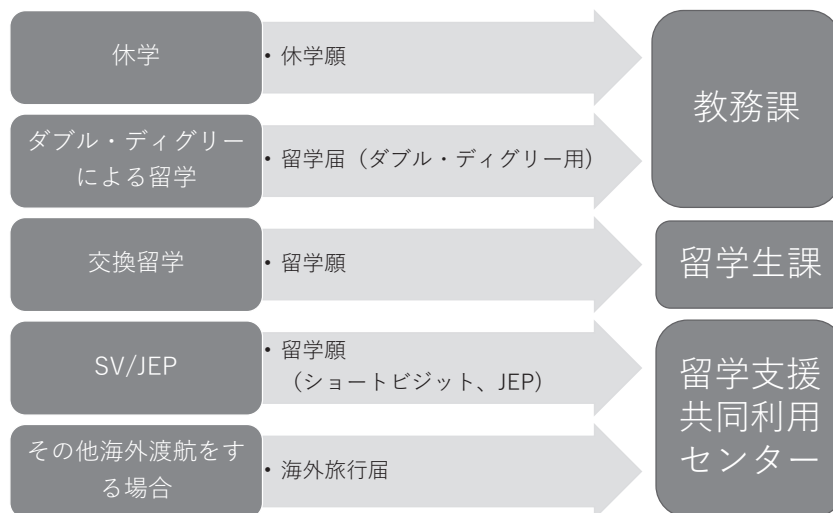 休学
・休学願
教務課
ダブル・ディグリー
による留学
・留学届（ダブル・ディグリー用）
交換留学
・留学願
留学生課
SV/JEP
・留学願
（ショートビジット、JEP）
留学支援
共同利用
センター
その他海外渡航をす
る場合
・海外旅行届